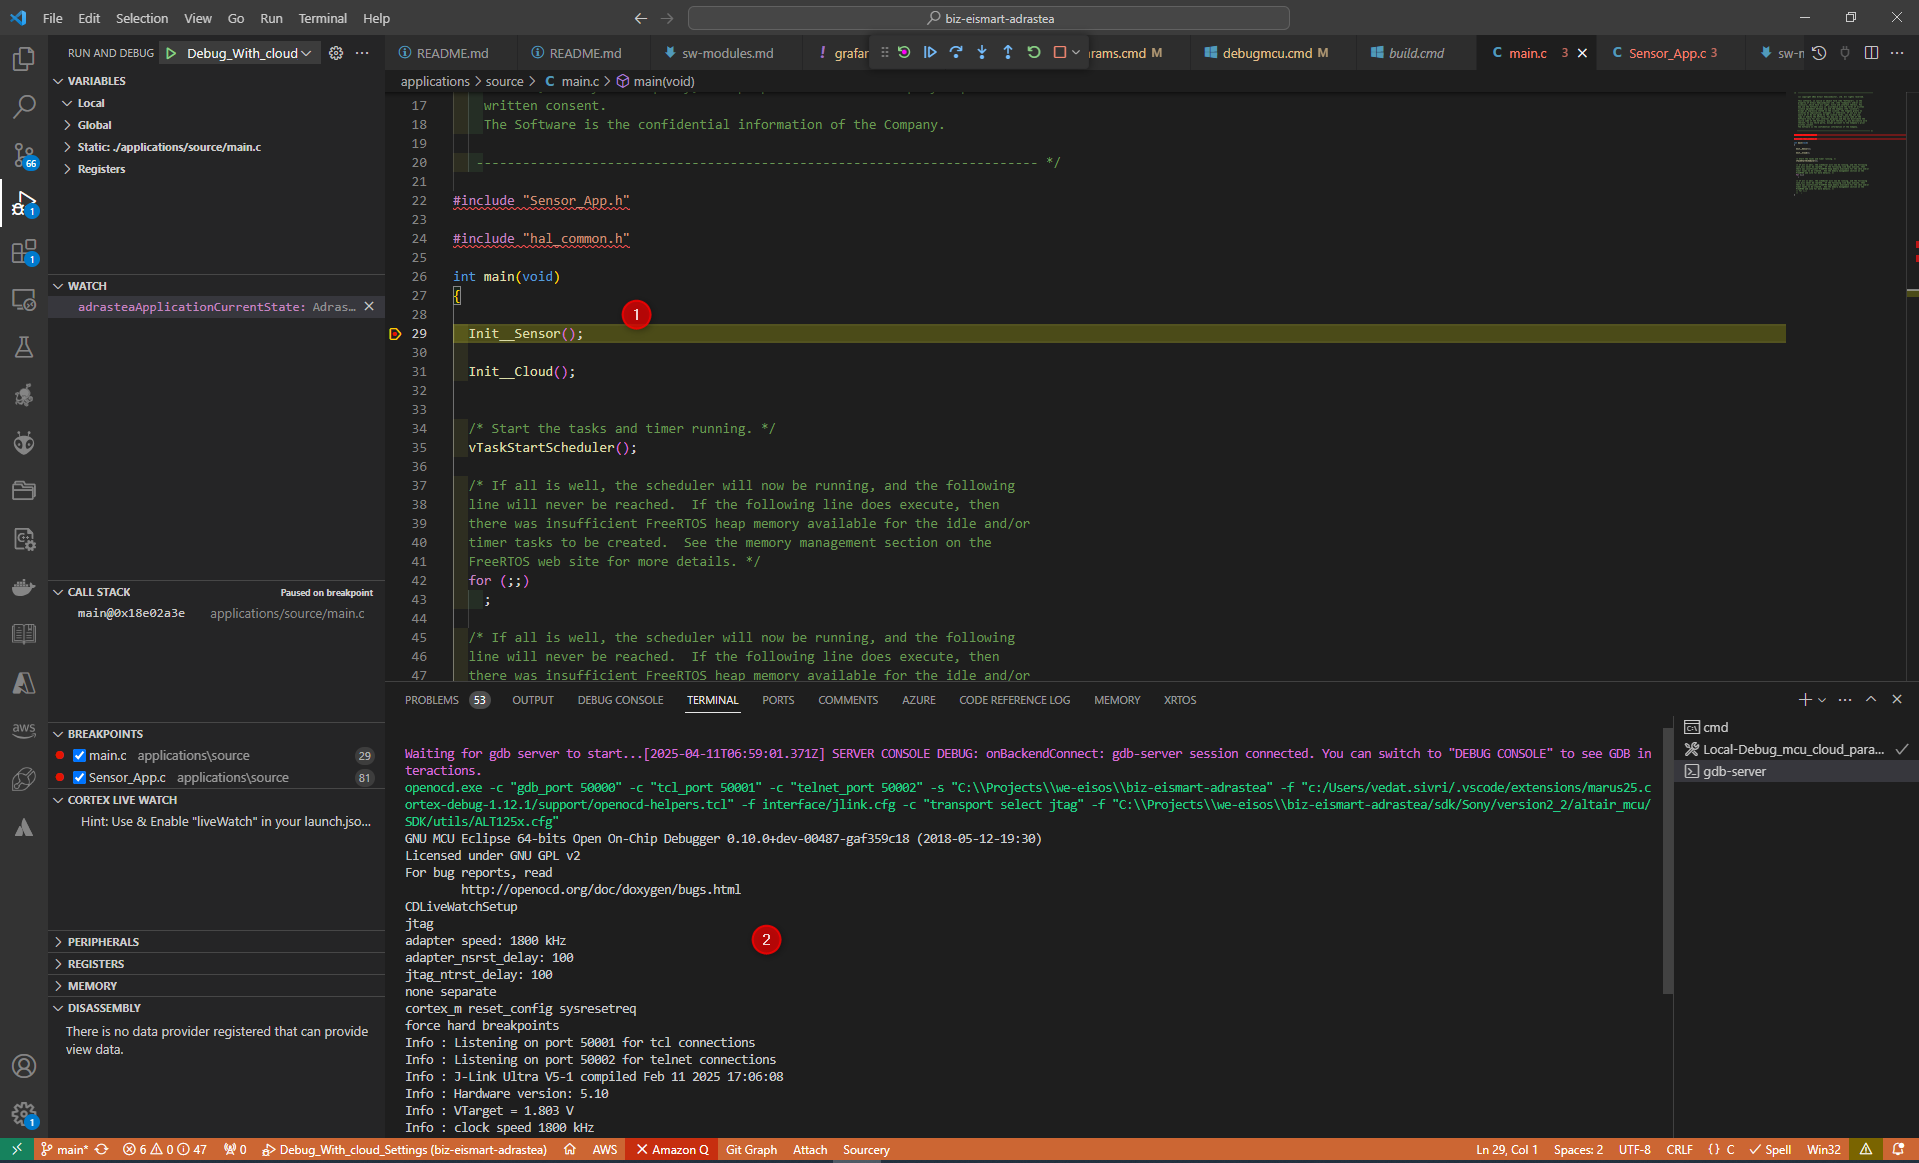 File Edit Selection View Go Run Terminal Help
biz-eismart-adrastea
RUN AND DEBUG Debug_With_cloud
README.md README.md sw-modules.md grafar rams.cmd M debugmcu.cmd M build.cmd main.c 3 Sensor_App.c 3 sw-n
applications > source > C main.c > main(void)
VARIABLES
Local
Global
Static: ./applications/source/main.c
Registers
WATCH
adrasteaApplicationCurrentState: Adras...
CALL STACK Paused on breakpoint
main@0x18e02a3e applications/source/main.c
BREAKPOINTS
main.c applications\source 29
Sensor_App.c applications\source 81
CORTEX LIVE WATCH
Hint: Use & Enable "liveWatch" in your launch.jso...
PERIPHERALS
REGISTERS
MEMORY
DISASSEMBLY
There is no data provider registered that can provide
view data.
66
1
1
aws
1
17 written consent.
18 The Software is the confidential information of the Company.
19
20 ------------------------------------------------------------------------- */
21
22 #include "Sensor_App.h"
23
24 #include "hal_common.h"
25
26 int main(void)
27 {
28
1
29 Init__Sensor();
30
31 Init__Cloud();
32
33
34 /* Start the tasks and timer running. */
35 vTaskStartScheduler();
36
37 /* If all is well, the scheduler will now be running, and the following
38 line will never be reached.  If the following line does execute, then
39 there was insufficient FreeRTOS heap memory available for the idle and/or
40 timer tasks to be created.  See the memory management section on the
41 FreeRTOS web site for more details. */
42 for (;;)
43 ;
44
45 /* If all is well, the scheduler will now be running, and the following
46 line will never be reached.  If the following line does execute, then
47 there was insufficient FreeRTOS heap memory available for the idle and/or
PROBLEMS 53 OUTPUT DEBUG CONSOLE TERMINAL PORTS COMMENTS AZURE CODE REFERENCE LOG MEMORY XRTOS
Waiting for gdb server to start...[2025-04-11T06:59:01.371Z] SERVER CONSOLE DEBUG: onBackendConnect: gdb-server session connected. You can switch to "DEBUG CONSOLE" to see GDB in
teractions.
openocd.exe -c "gdb_port 50000" -c "tcl_port 50001" -c "telnet_port 50002" -s "C:\\Projects\\we-eisos\\biz-eismart-adrastea" -f "c:/Users/vedat.sivri/.vscode/extensions/marus25.c
ortex-debug-1.12.1/support/openocd-helpers.tcl" -f interface/jlink.cfg -c "transport select jtag" -f "C:\\Projects\\we-eisos\\biz-eismart-adrastea/sdk/Sony/version2_2/altair_mcu/
SDK/utils/ALT125x.cfg"
GNU MCU Eclipse 64-bits Open On-Chip Debugger 0.10.0+dev-00487-gaf359c18 (2018-05-12-19:30)
Licensed under GNU GPL v2
For bug reports, read
http://openocd.org/doc/doxygen/bugs.html
CDLiveWatchSetup
jtag
adapter speed: 1800 kHz
2
adapter_nsrst_delay: 100
jtag_ntrst_delay: 100
none separate
cortex_m reset_config sysresetreq
force hard breakpoints
Info : Listening on port 50001 for tcl connections
Info : Listening on port 50002 for telnet connections
Info : J-Link Ultra V5-1 compiled Feb 11 2025 17:06:08
Info : Hardware version: 5.10
Info : VTarget = 1.803 V
Info : clock speed 1800 kHz
cmd
Local-Debug_mcu_cloud_para...
gdb-server
main* 6 0 47 0 Debug_With_cloud_Settings (biz-eismart-adrastea) AWS Amazon Q Git Graph Attach Sourcery Ln 29, Col 1 Spaces: 2 UTF-8 CRLF {} C Spell Win32